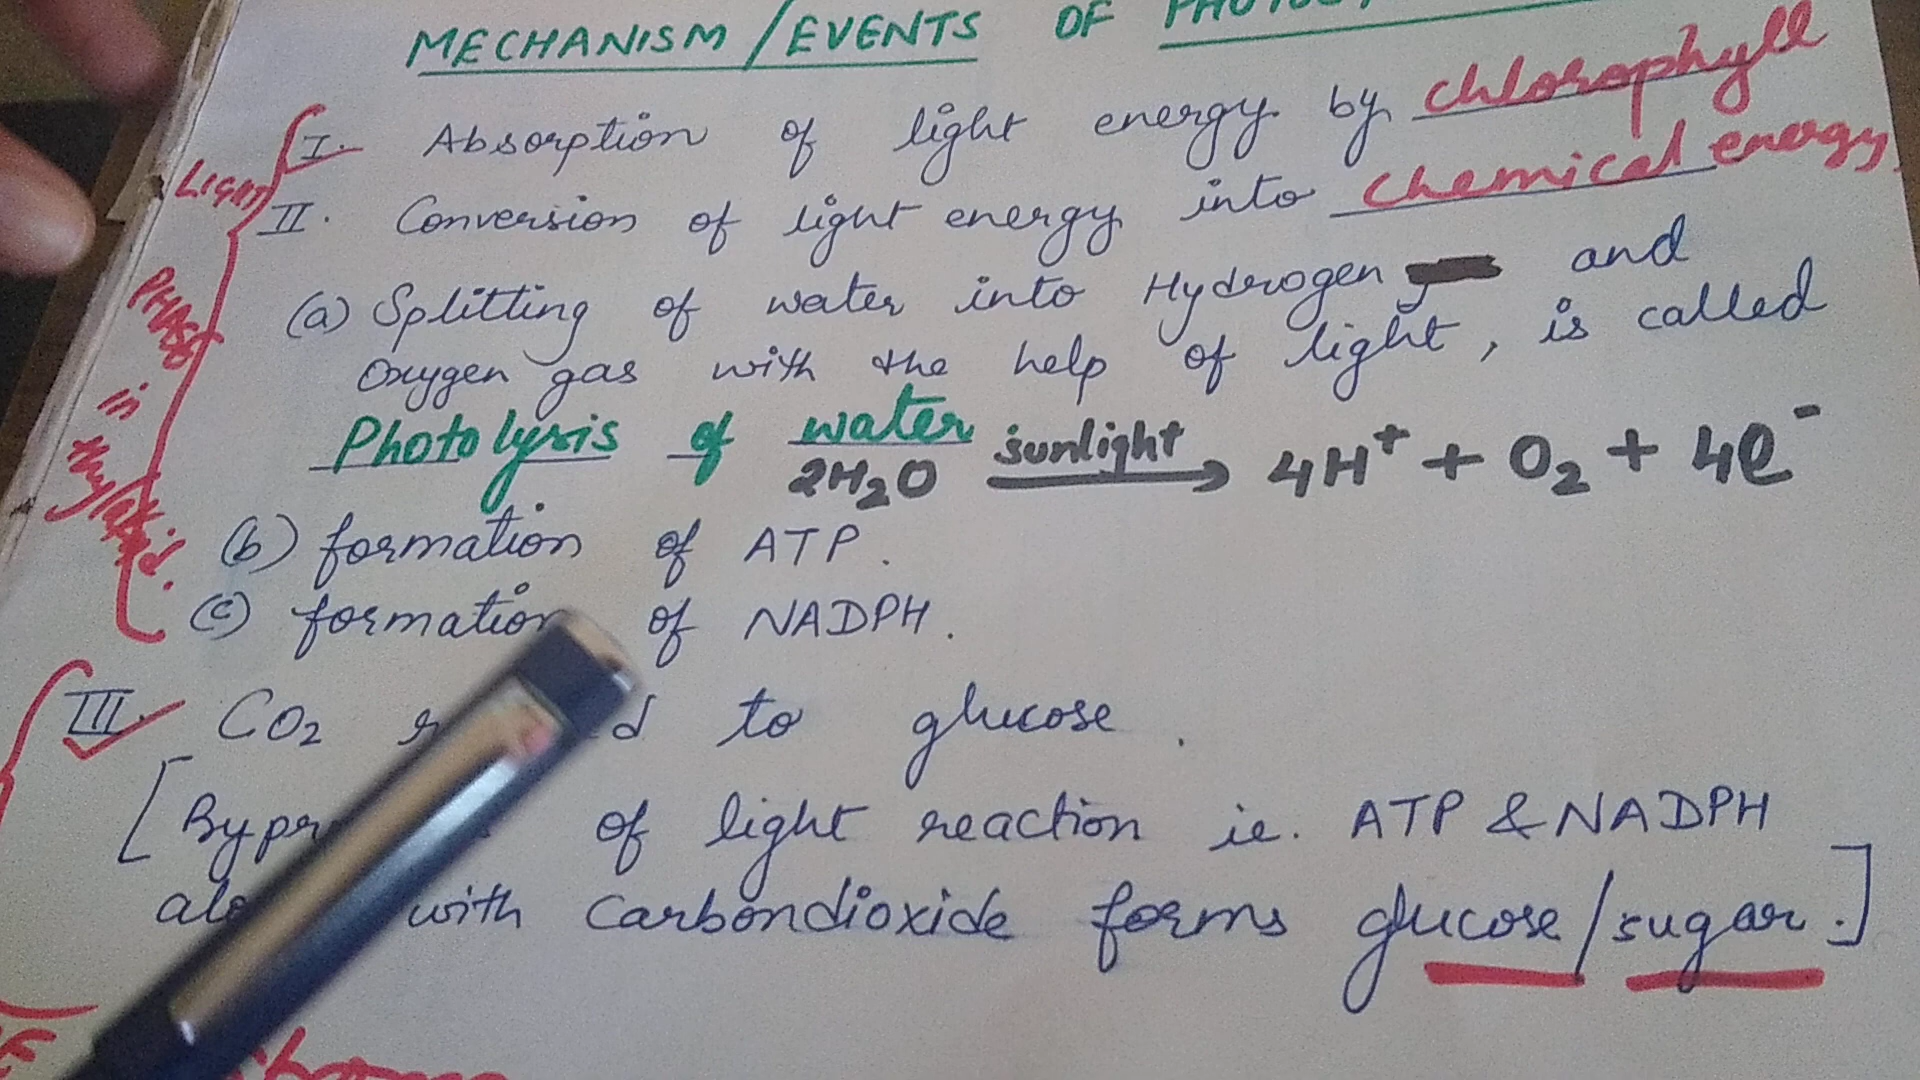 MECHANISM/EVENTS OF
I. Absorption of light energy by chlorophyll
II. Conversion of light energy into chemical energy.
(a) Splitting of water into Hydrogen and
Oxygen gas with the help of light, is called
Photolysis of water
2H₂O sunlight → 4H⁺ + O₂ + 4e⁻
(b) formation of ATP.
(c) formation of NADPH.
III. CO₂ to glucose.
[ of light reaction ie. ATP & NADPH
with Carbondioxide forms glucose/sugar.]
LIGHT
PHASE
in